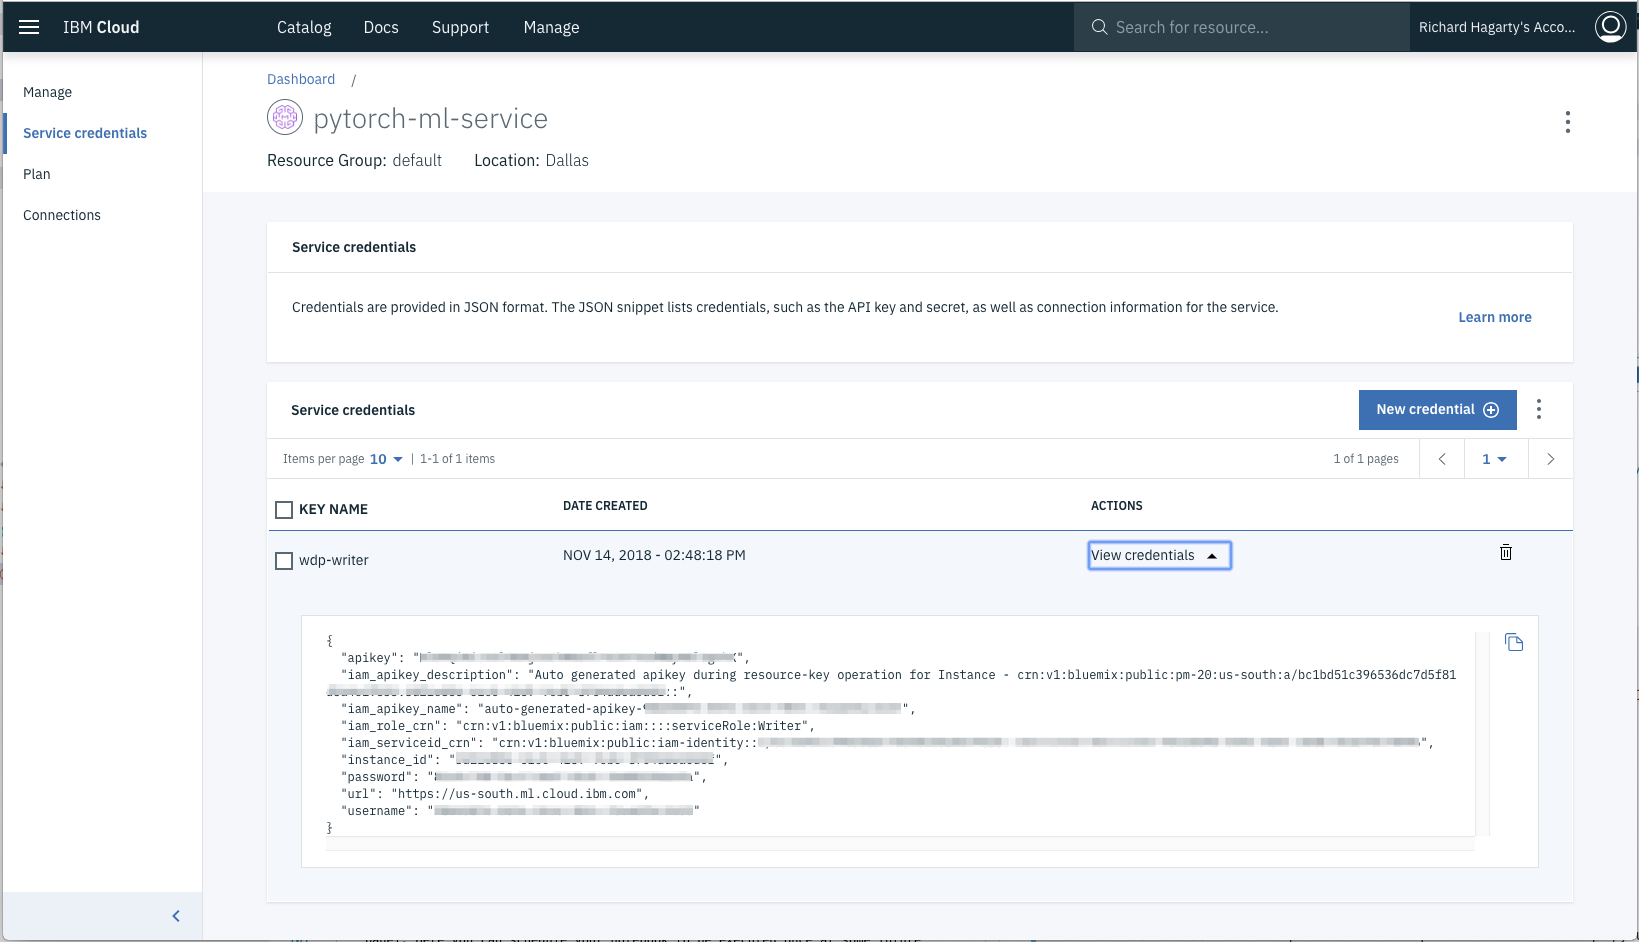 IBM Cloud Catalog Docs Support Manage Search for resource... Richard Hagarty's Acco...
Manage
Service credentials
Plan
Connections
Dashboard /
pytorch-ml-service
Resource Group: default Location: Dallas
Service credentials
Credentials are provided in JSON format. The JSON snippet lists credentials, such as the API key and secret, as well as connection information for the service.
Learn more
Service credentials
New credential
Items per page 10 | 1-1 of 1 items 1 of 1 pages 1
KEY NAME DATE CREATED ACTIONS
wdp-writer NOV 14, 2018 - 02:48:18 PM View credentials
{
"apikey": "
",
"iam_apikey_description": "Auto generated apikey during resource-key operation for Instance - crn:v1:bluemix:public:pm-20:us-south:a/bc1bd51c396536dc7d5f81
::",
"iam_apikey_name": "auto-generated-apikey-
",
"iam_role_crn": "crn:v1:bluemix:public:iam::::serviceRole:Writer",
"iam_serviceid_crn": "crn:v1:bluemix:public:iam-identity::
",
"instance_id": "
",
"password": "
",
"url": "https://us-south.ml.cloud.ibm.com",
"username": "
"
}